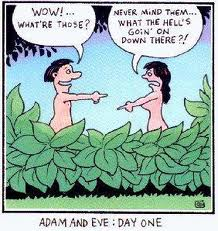 WOW!...
WHAT'RE THOSE?
NEVER MIND THEM...
WHAT THE HELL'S
GOIN' ON
DOWN THERE?!
ADAM AND EVE: DAY ONE